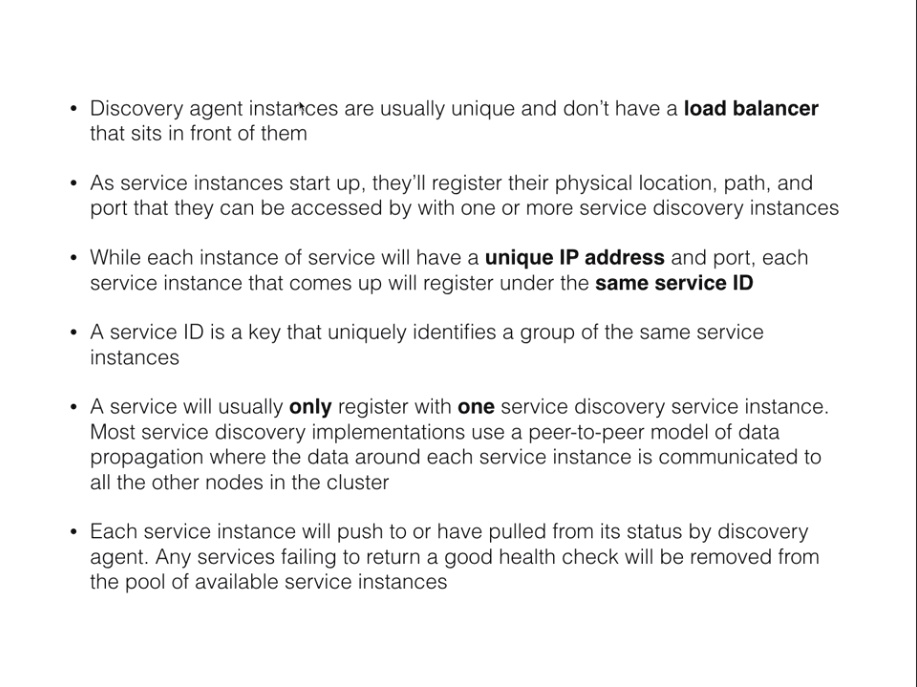 • Discovery agent instances are usually unique and don't have a load balancer
that sits in front of them
• As service instances start up, they'll register their physical location, path, and
port that they can be accessed by with one or more service discovery instances
• While each instance of service will have a unique IP address and port, each
service instance that comes up will register under the same service ID
• A service ID is a key that uniquely identifies a group of the same service
instances
• A service will usually only register with one service discovery service instance.
Most service discovery implementations use a peer-to-peer model of data
propagation where the data around each service instance is communicated to
all the other nodes in the cluster
• Each service instance will push to or have pulled from its status by discovery
agent. Any services failing to return a good health check will be removed from
the pool of available service instances